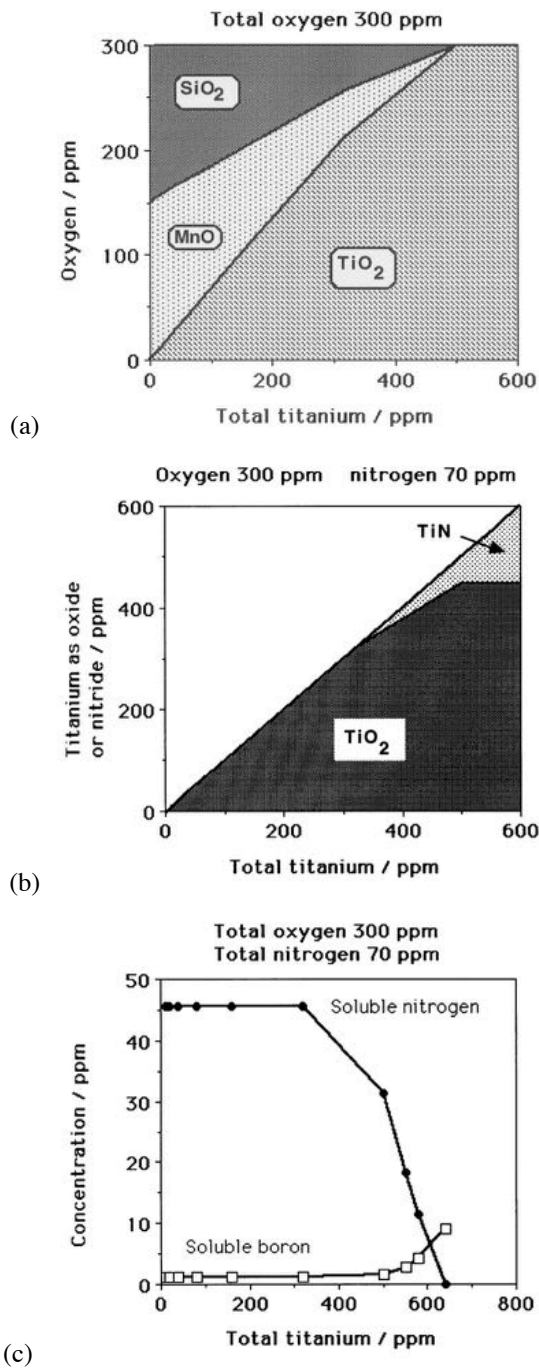 Total oxygen 300 ppm
300
200
100
0
Oxygen / ppm
SiO2
MnO
TiO2
0 200 400 600
Total titanium / ppm
(a)
Oxygen 300 ppm nitrogen 70 ppm
600
400
200
0
Titanium as oxide
or nitride / ppm
TiN
TiO2
0 200 400 600
Total titanium / ppm
(b)
Total oxygen 300 ppm
Total nitrogen 70 ppm
50
40
30
20
10
0
Concentration / ppm
Soluble nitrogen
Soluble boron
0 200 400 600 800
Total titanium / ppm
(c)